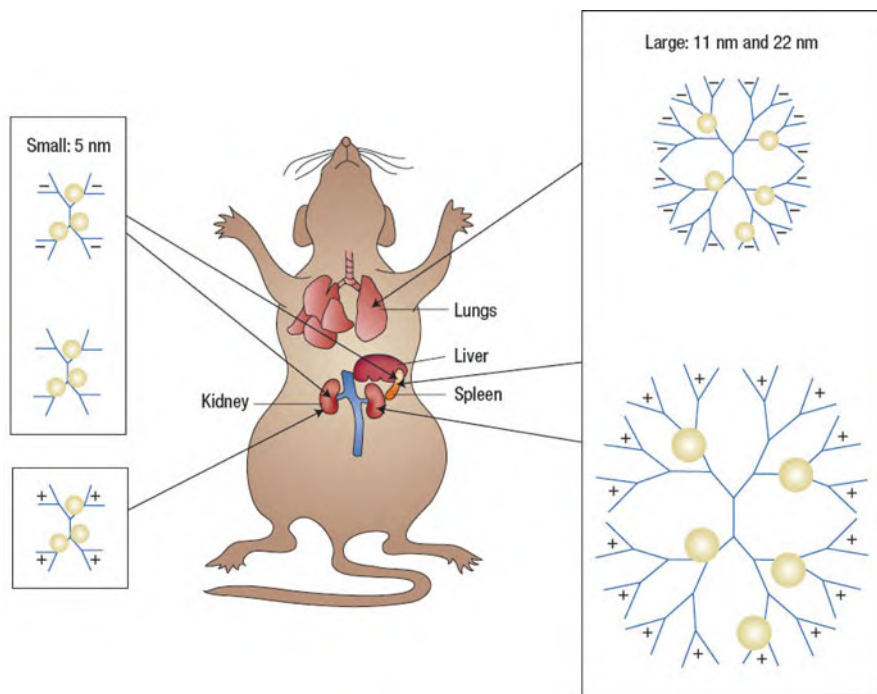 Large: 11 nm and 22 nm
Small: 5 nm
− −
− −
+ +
+ +
Lungs
Liver
Spleen
Kidney
− − − −
− −
− −
− −
− −
− − − −
+ +
+ +
+ +
+ +
+ +
+ +
+ +
+ +